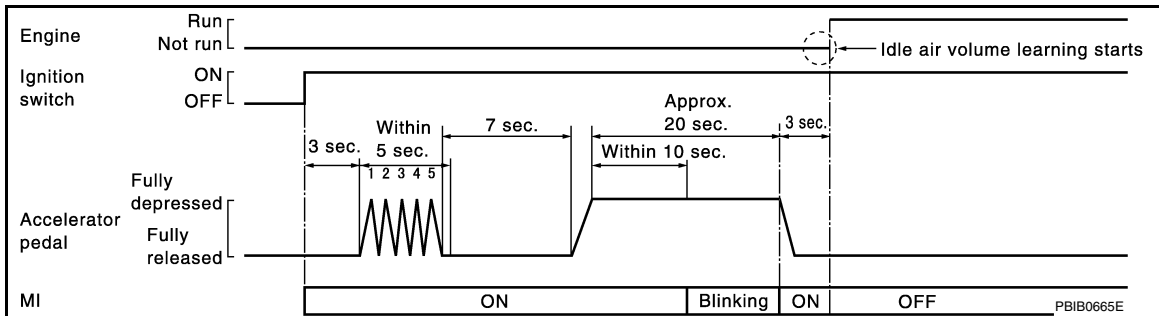 Engine
Run
Not run
Idle air volume learning starts
Ignition
switch
ON
OFF
3 sec.
Within
5 sec.
1 2 3 4 5
7 sec.
Approx.
20 sec.
Within 10 sec.
3 sec.
Accelerator
pedal
Fully
depressed
Fully
released
MI
ON
Blinking
ON
OFF
PBIB0665E